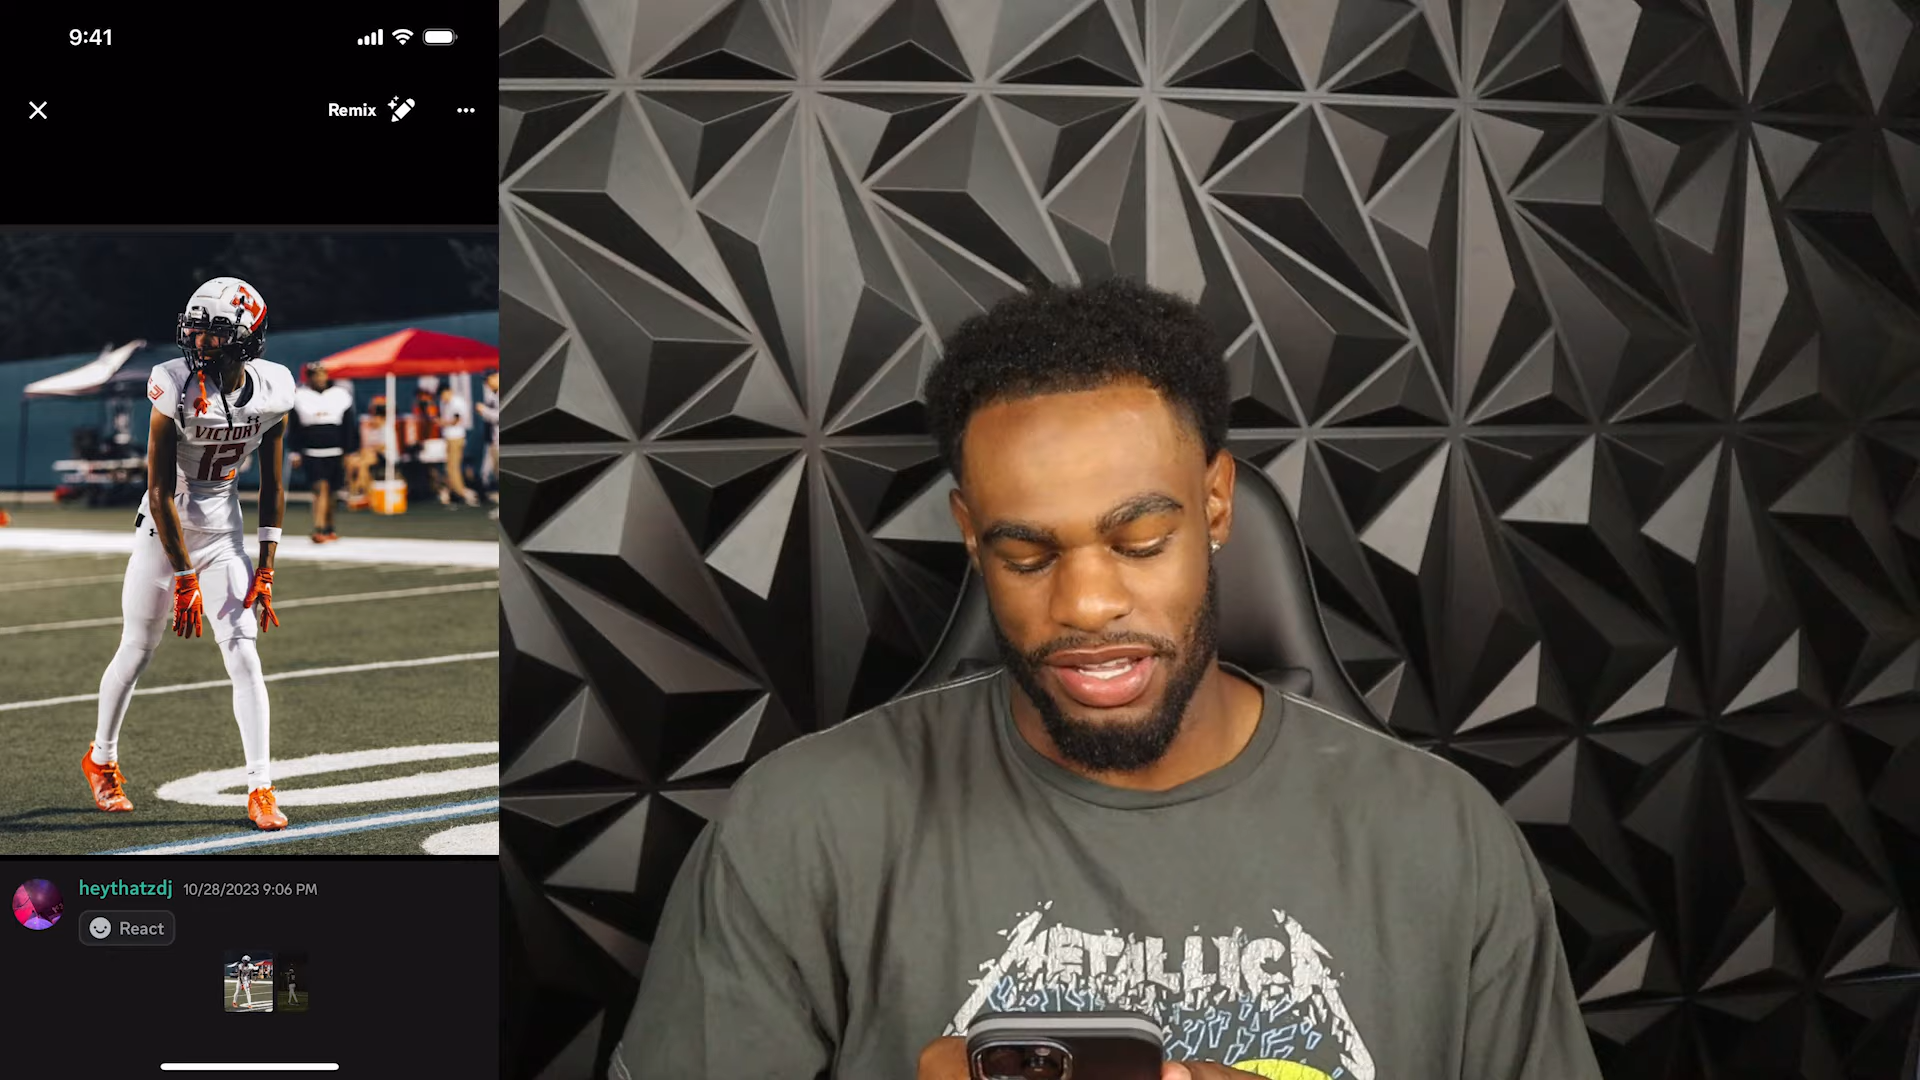 9:41
Remix
VICTORY
12
heythatzdj 10/28/2023 9:06 PM
React
METALLICA